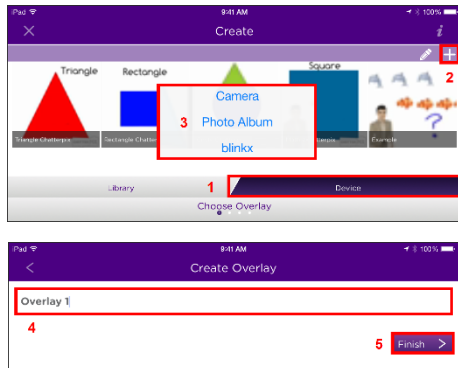 iPad 9:41 AM 100%
Create
i
2
Triangle
Rectangle
Square
Camera
3 Photo Album
blinkx
Triangle Chatterpix
Rectangle Chatte
Example
?
Library 1 Device
Choose Overlay
iPad 9:41 AM 100%
< Create Overlay
Overlay 1
4
5 Finish >